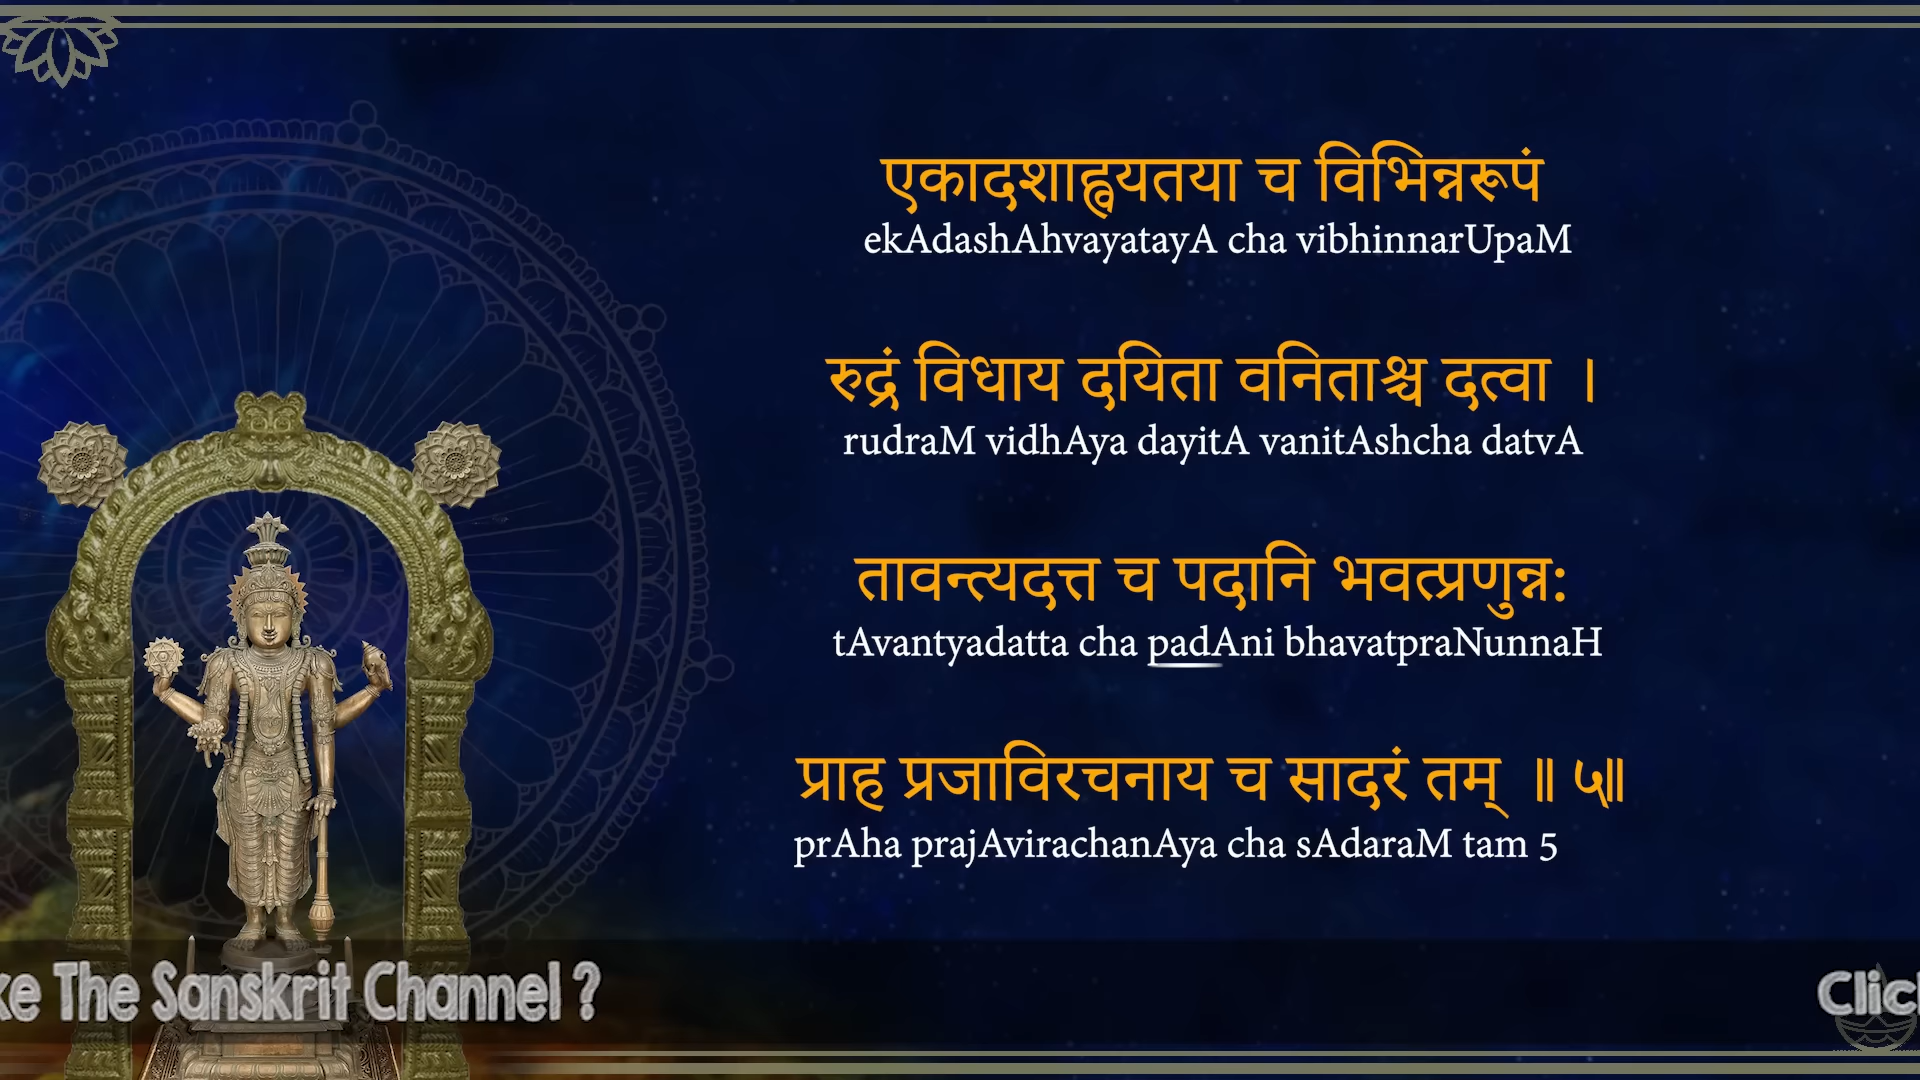 एकादशाह्वयतया च विभिन्नरूपं
ekAdashAhvayatayA cha vibhinnarUpaM
रुद्रं विधाय दयिता वनिताश्च दत्वा ।
rudraM vidhAya dayitA vanitAshcha datvA
तावन्त्यदत्त च पदानि भवत्प्रणुन्न:
tAvantyadatta cha padAni bhavatpraNunnaH
प्राह प्रजाविरचनाय च सादरं तम् ॥ ५॥
prAha prajAvirachanAya cha sAdaraM tam 5
The Sanskrit Channel ?